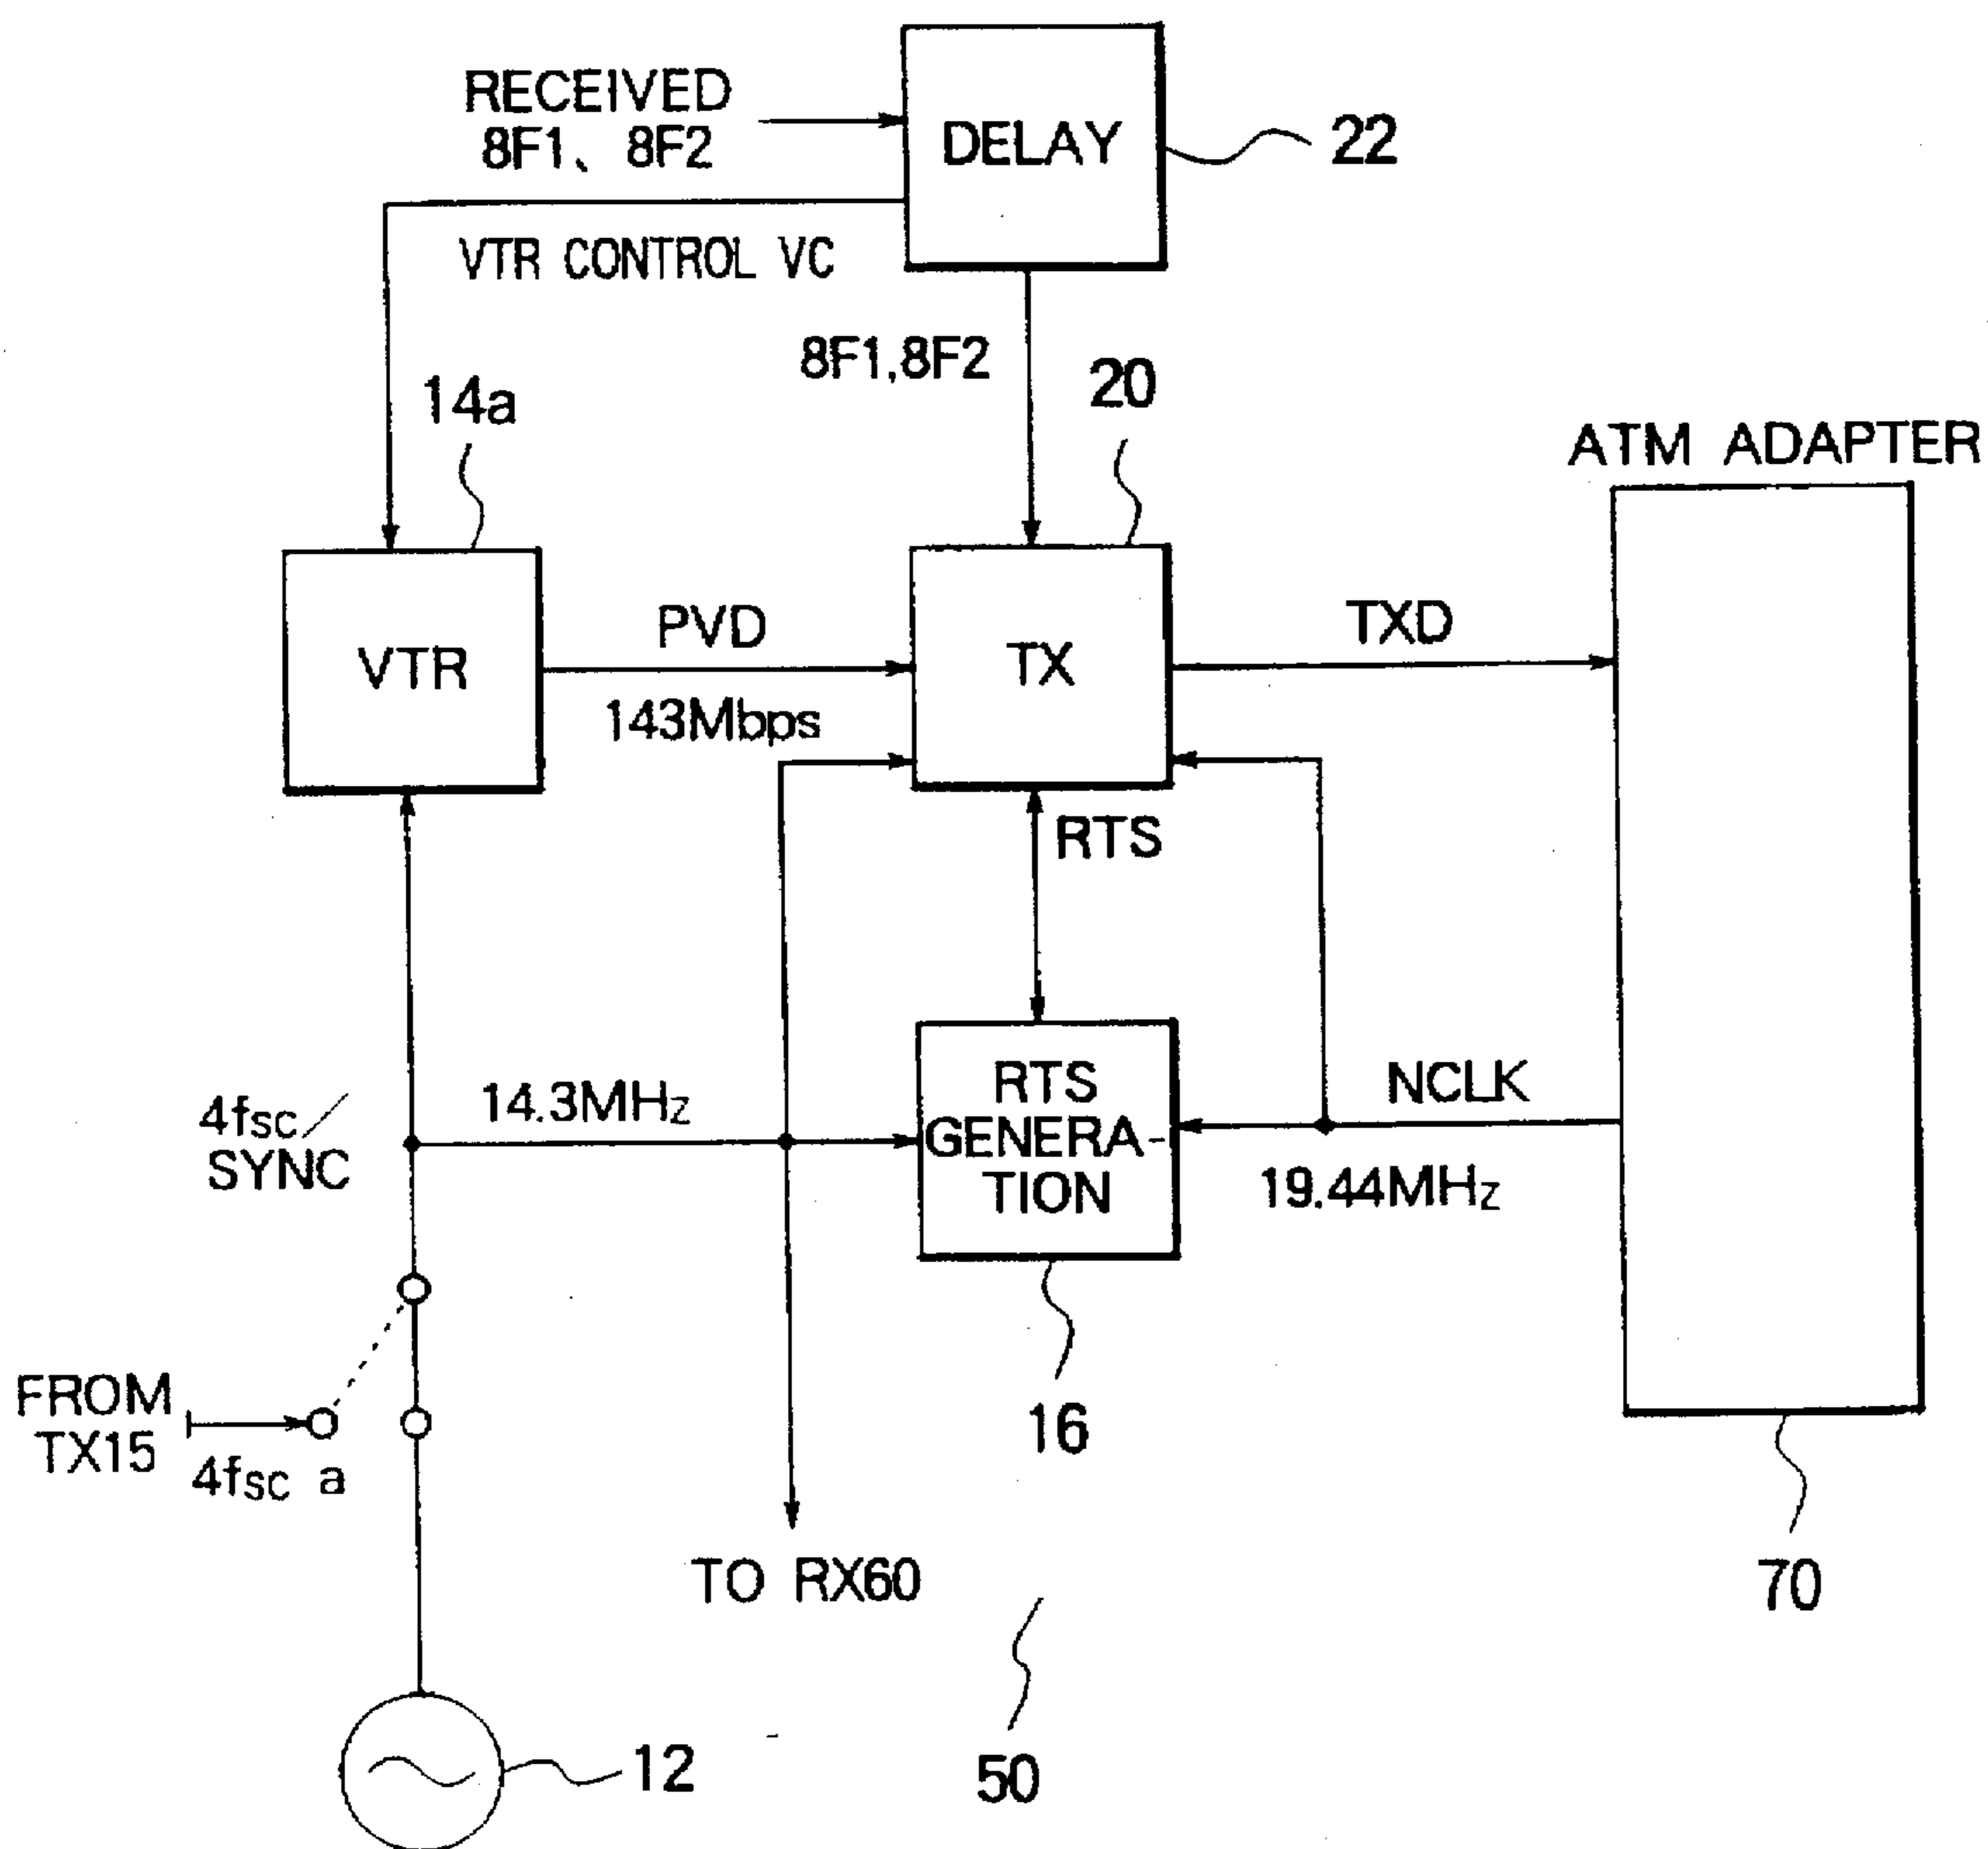 RECEIVED
8F1、 8F2
DELAY
22
VTR CONTROL VC
8F1,8F2
20
14a
ATM ADAPTER
VTR
PVD
143Mbps
TX
TXD
RTS
4fsc/
SYNC
14.3MHz
RTS
GENERA-
TION
NCLK
19.44MHz
FROM
TX15
4fsc a
16
TO RX60
70
12
50